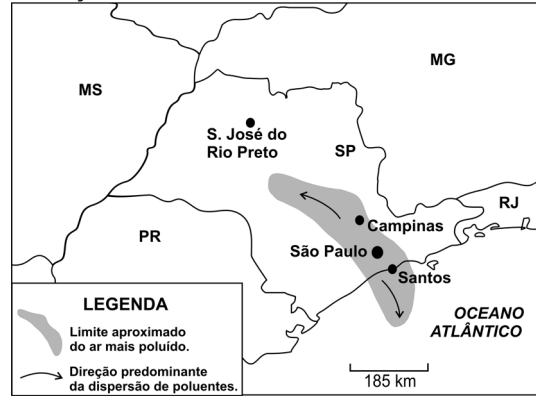 MG
MS
S. José do
Rio Preto
SP
RJ
Campinas
PR
São Paulo
Santos
LEGENDA
Limite aproximado
do ar mais poluído.
Direção predominante
da dispersão de poluentes.
OCEANO
ATLÂNTICO
185 km